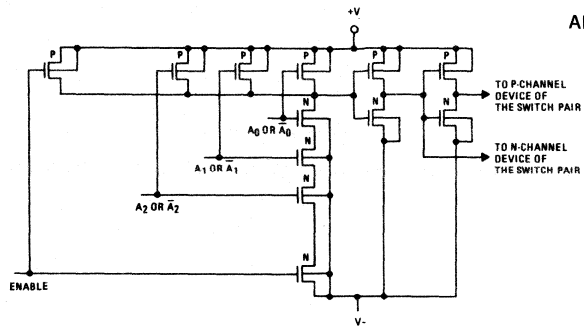 +V
AI
P
P
P
P
P
P
TO P-CHANNEL
DEVICE OF
THE SWITCH PAIR
N
N
N
A₀ OR A̅₀
N
A₁ OR A̅₁
TO N-CHANNEL
DEVICE OF
THE SWITCH PAIR
N
A₂ OR A̅₂
N
ENABLE
V-